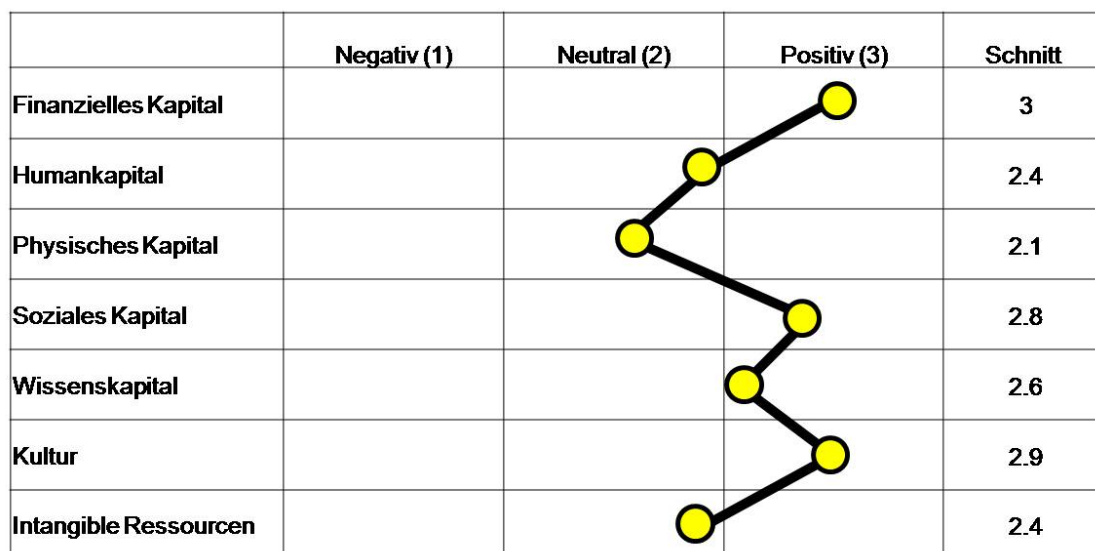 Negativ (1) Neutral (2) Positiv (3) Schnitt
Finanzielles Kapital 3
Humankapital 2.4
Physisches Kapital 2.1
Soziales Kapital 2.8
Wissenskapital 2.6
Kultur 2.9
Intangible Ressourcen 2.4